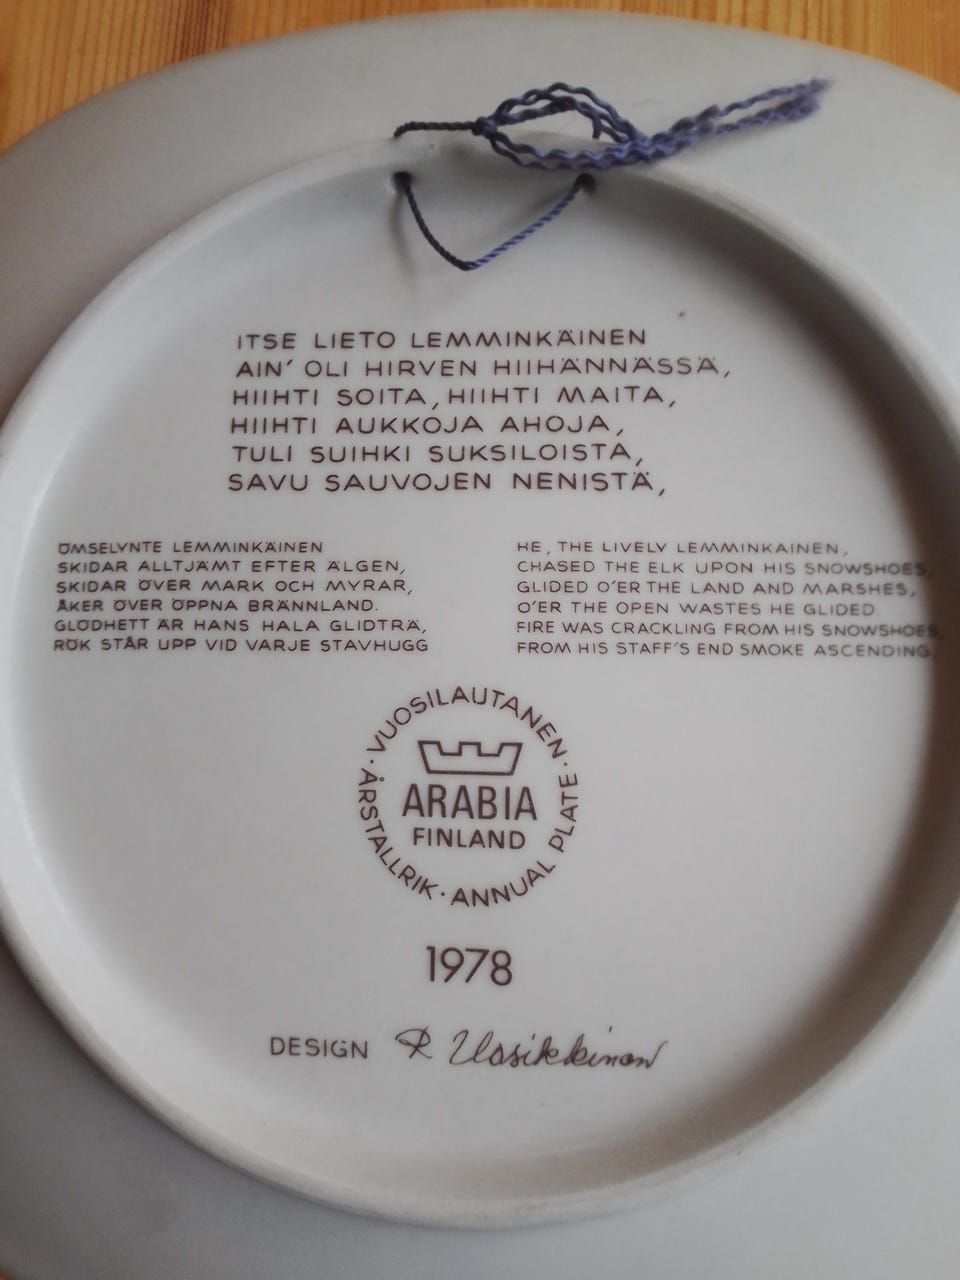 ITSE LIETO LEMMINKÄINEN
AIN' OLI HIRVEN HIIHÄNNÄSSÄ,
HIIHTI SOITA, HIIHTI MAITA,
HIIHTI AUKKOJA AHOJA,
TULI SUIHKI SUKSILOISTA,
SAVU SAUVOJEN NENISTÄ,
ÖMSELYNTE LEMMINKÄINEN
SKIDAR ALLTJÄMT EFTER ÄLGEN,
SKIDAR ÖVER MARK OCH MYRAR,
ÅKER ÖVER ÖPPNA BRÄNNLAND.
GLÖDHETT ÄR HANS HALA GLIDTRÄ,
RÖK STÅR UPP VID VARJE STAVHUGG
HE, THE LIVELY LEMMINKAINEN,
CHASED THE ELK UPON HIS SNOWSHOES,
GLIDED O'ER THE LAND AND MARSHES,
O'ER THE OPEN WASTES HE GLIDED.
FIRE WAS CRACKLING FROM HIS SNOWSHOES,
FROM HIS STAFF'S END SMOKE ASCENDING,
· VUOSILAUTANEN ·
ARABIA
FINLAND
ÅRSTALLRIK · ANNUAL PLATE
1978
DESIGN R Uosikkinen